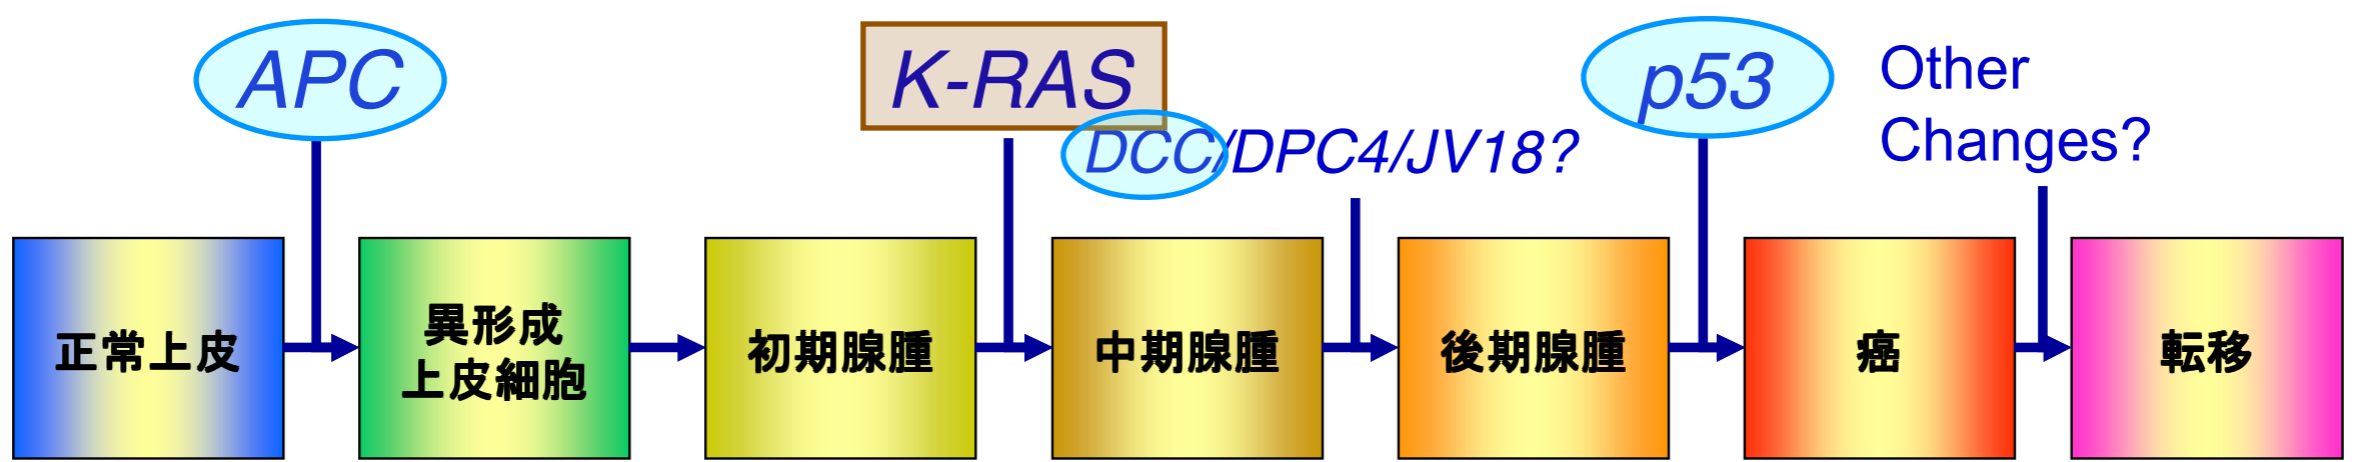 APC
K-RAS
DCC/DPC4/JV18?
p53
Other
Changes?
正常上皮
異形成
上皮細胞
初期腺腫
中期腺腫
後期腺腫
癌
転移